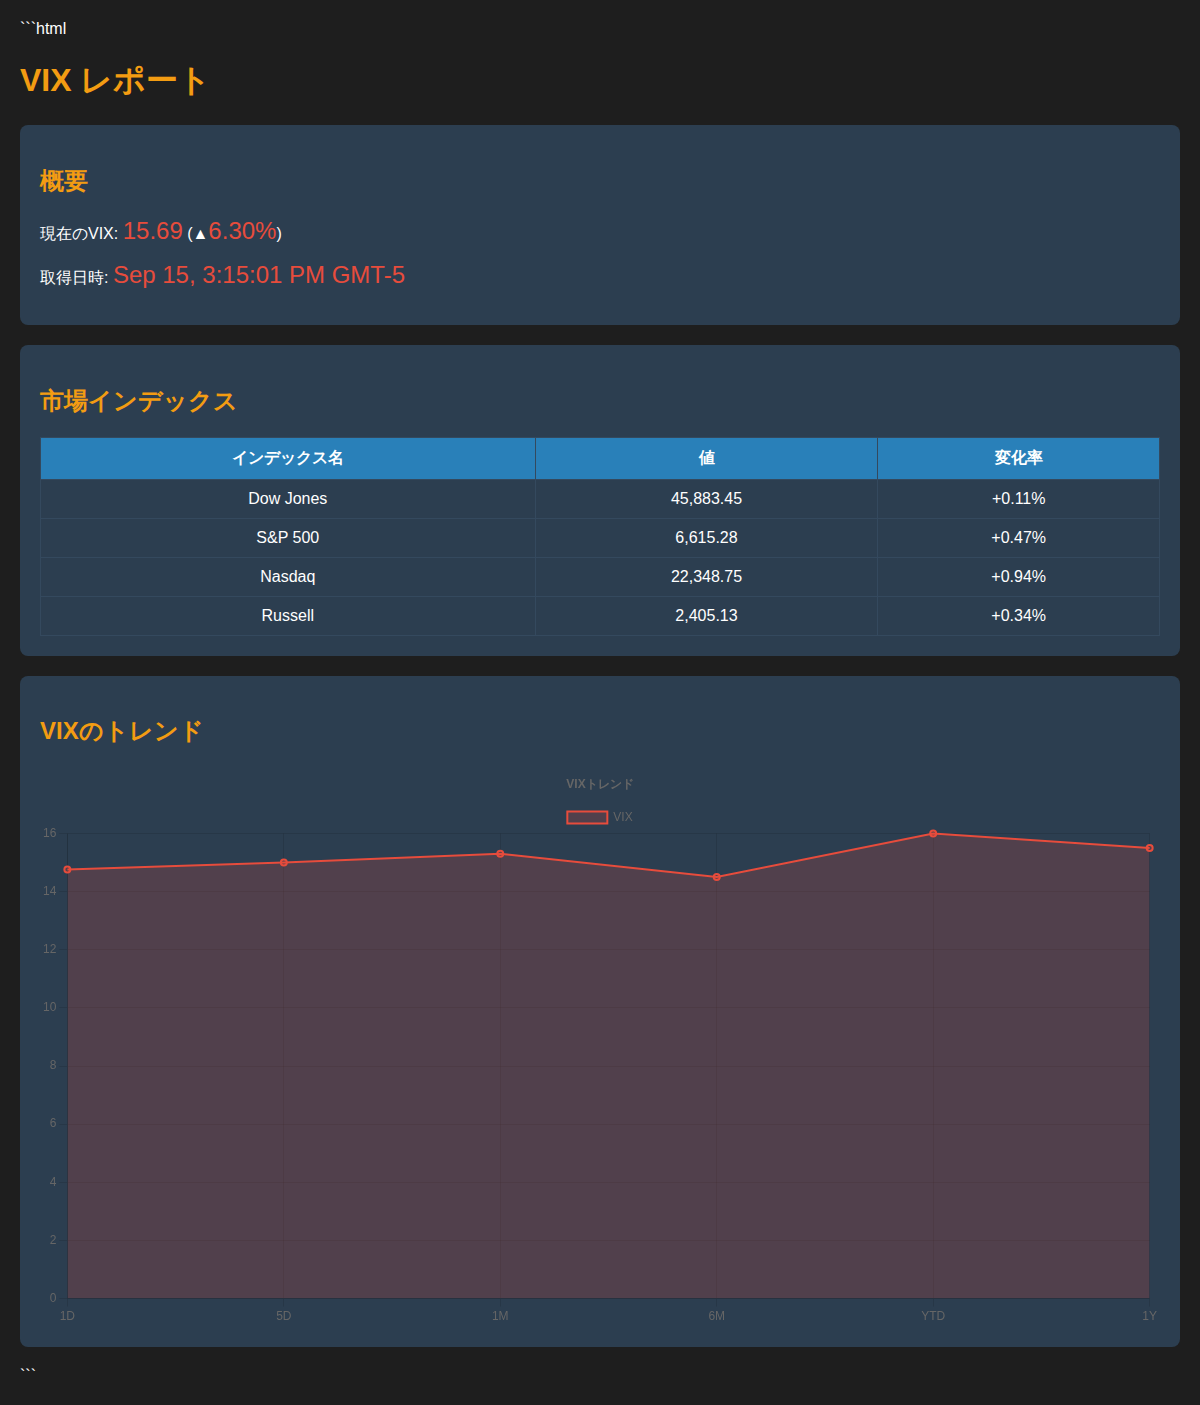 ```html
VIX レポート
概要
現在のVIX: 15.69 (▲6.30%)
取得日時: Sep 15, 3:15:01 PM GMT-5
市場インデックス
インデックス名 値 変化率
Dow Jones 45,883.45 +0.11%
S&P 500 6,615.28 +0.47%
Nasdaq 22,348.75 +0.94%
Russell 2,405.13 +0.34%
VIXのトレンド
VIXトレンド
VIX
16
14
12
10
8
6
4
2
0
1D 5D 1M 6M YTD 1Y
```